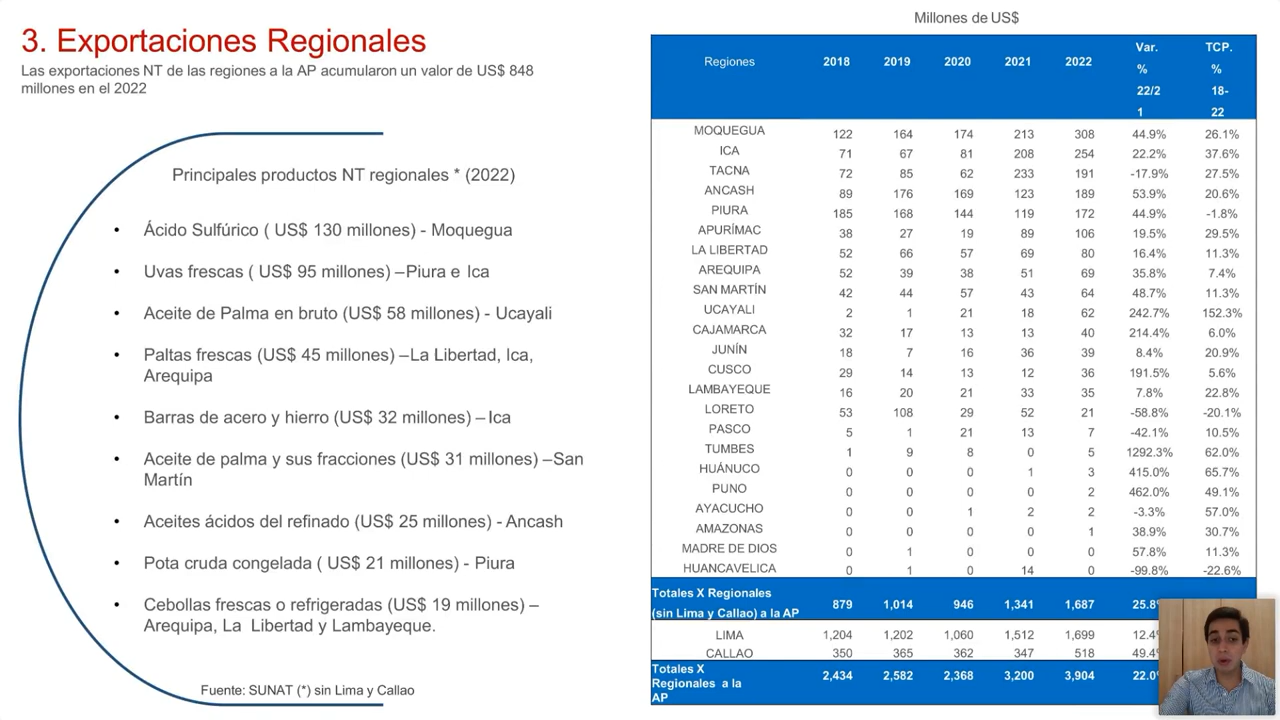 3. Exportaciones Regionales
Las exportaciones NT de las regiones a la AP acumularon un valor de US$ 848
millones en el 2022
Principales productos NT regionales * (2022)
• Ácido Sulfúrico ( US$ 130 millones) - Moquegua
• Uvas frescas ( US$ 95 millones) –Piura e Ica
• Aceite de Palma en bruto (US$ 58 millones) - Ucayali
• Paltas frescas (US$ 45 millones) –La Libertad, Ica,
Arequipa
• Barras de acero y hierro (US$ 32 millones) –Ica
• Aceite de palma y sus fracciones (US$ 31 millones) –San
Martín
• Aceites ácidos del refinado (US$ 25 millones) - Ancash
• Pota cruda congelada ( US$ 21 millones) - Piura
• Cebollas frescas o refrigeradas (US$ 19 millones) –
Arequipa, La Libertad y Lambayeque.
Fuente: SUNAT (*) sin Lima y Callao
Millones de US$
Regiones 2018 2019 2020 2021 2022 Var. % 22/21 TCP. % 18-22
MOQUEGUA 122 164 174 213 308 44.9% 26.1%
ICA 71 67 81 208 254 22.2% 37.6%
TACNA 72 85 62 233 191 -17.9% 27.5%
ANCASH 89 176 169 123 189 53.9% 20.6%
PIURA 185 168 144 119 172 44.9% -1.8%
APURÍMAC 38 27 19 89 106 19.5% 29.5%
LA LIBERTAD 52 66 57 69 80 16.4% 11.3%
AREQUIPA 52 39 38 51 69 35.8% 7.4%
SAN MARTÍN 42 44 57 43 64 48.7% 11.3%
UCAYALI 2 1 21 18 62 242.7% 152.3%
CAJAMARCA 32 17 13 13 40 214.4% 6.0%
JUNÍN 18 7 16 36 39 8.4% 20.9%
CUSCO 29 14 13 12 36 191.5% 5.6%
LAMBAYEQUE 16 20 21 33 35 7.8% 22.8%
LORETO 53 108 29 52 21 -58.8% -20.1%
PASCO 5 1 21 13 7 -42.1% 10.5%
TUMBES 1 9 8 0 5 1292.3% 62.0%
HUÁNUCO 0 0 0 1 3 415.0% 65.7%
PUNO 0 0 0 0 2 462.0% 49.1%
AYACUCHO 0 0 1 2 2 -3.3% 57.0%
AMAZONAS 0 0 0 0 1 38.9% 30.7%
MADRE DE DIOS 0 1 0 0 0 57.8% 11.3%
HUANCAVELICA 0 1 0 14 0 -99.8% -22.6%
Totales X Regionales
(sin Lima y Callao) a la AP 879 1,014 946 1,341 1,687 25.8
LIMA 1,204 1,202 1,060 1,512 1,699 12.4
CALLAO 350 365 362 347 518 49.4
Totales X
Regionales a la
AP 2,434 2,582 2,368 3,200 3,904 22.0